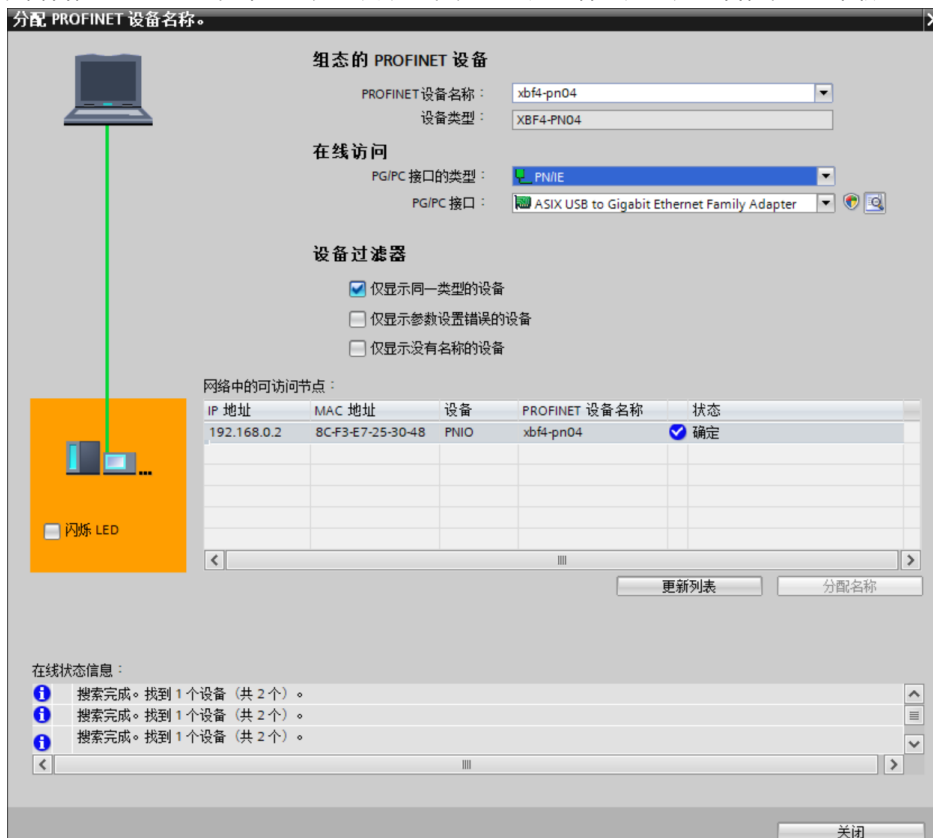 分配 PROFINET 设备名称。
组态的 PROFINET 设备
PROFINET设备名称： xbf4-pn04
设备类型： XBF4-PN04
在线访问
PG/PC 接口的类型： PN/IE
PG/PC 接口： ASIX USB to Gigabit Ethernet Family Adapter
设备过滤器
仅显示同一类型的设备
仅显示参数设置错误的设备
仅显示没有名称的设备
网络中的可访问节点：
IP 地址 MAC 地址 设备 PROFINET 设备名称 状态
192.168.0.2 8C-F3-E7-25-30-48 PNIO xbf4-pn04 确定
闪烁 LED
更新列表 分配名称
在线状态信息：
搜索完成。找到 1 个设备（共 2 个）。
搜索完成。找到 1 个设备（共 2 个）。
搜索完成。找到 1 个设备（共 2 个）。
关闭